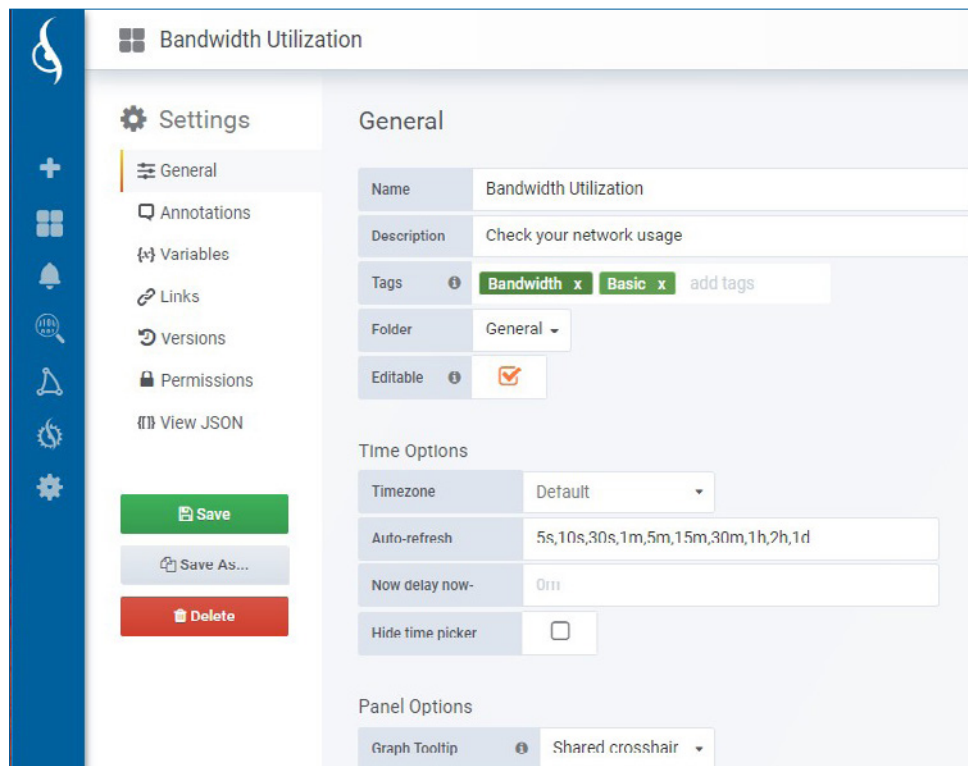 Bandwidth Utilization
Settings
General
Annotations
{x} Variables
Links
Versions
Permissions
View JSON
Save
Save As...
Delete
General
Name Bandwidth Utilization
Description Check your network usage
Tags Bandwidth x Basic x add tags
Folder General
Editable
Time Options
Timezone Default
Auto-refresh 5s,10s,30s,1m,5m,15m,30m,1h,2h,1d
Now delay now- 0m
Hide time picker
Panel Options
Graph Tooltip Shared crosshair